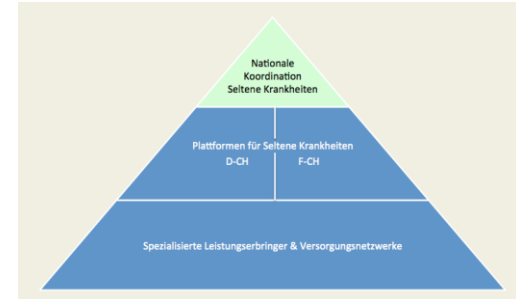 Nationale
Koordination
Seltene Krankheiten
Plattformen für Seltene Krankheiten
D-CH F-CH
Spezialisierte Leistungserbringer & Versorgungsnetzwerke